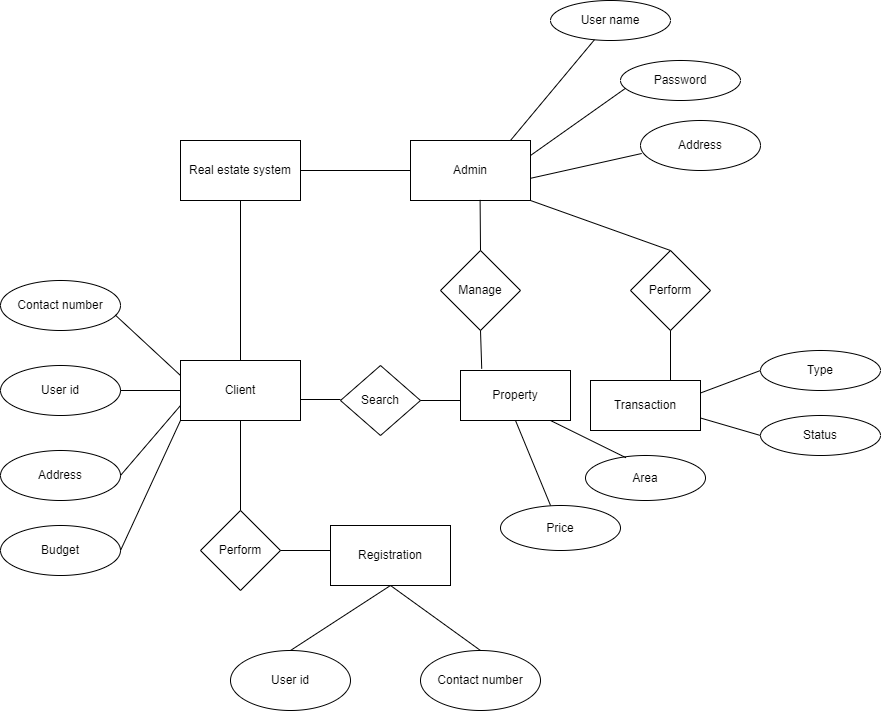 User name
Password
Address
Real estate system
Admin
Manage
Perform
Contact number
User id
Address
Budget
Client
Search
Property
Transaction
Type
Status
Area
Price
Perform
Registration
User id
Contact number